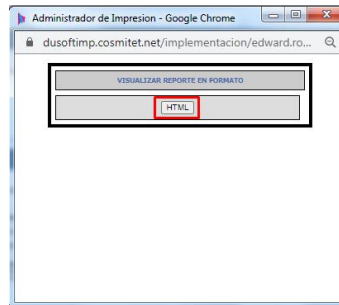 Administrador de Impresion - Google Chrome
dusoftimp.cosmitet.net/implementacion/edward.ro...
VISUALIZAR REPORTE EN FORMATO
HTML